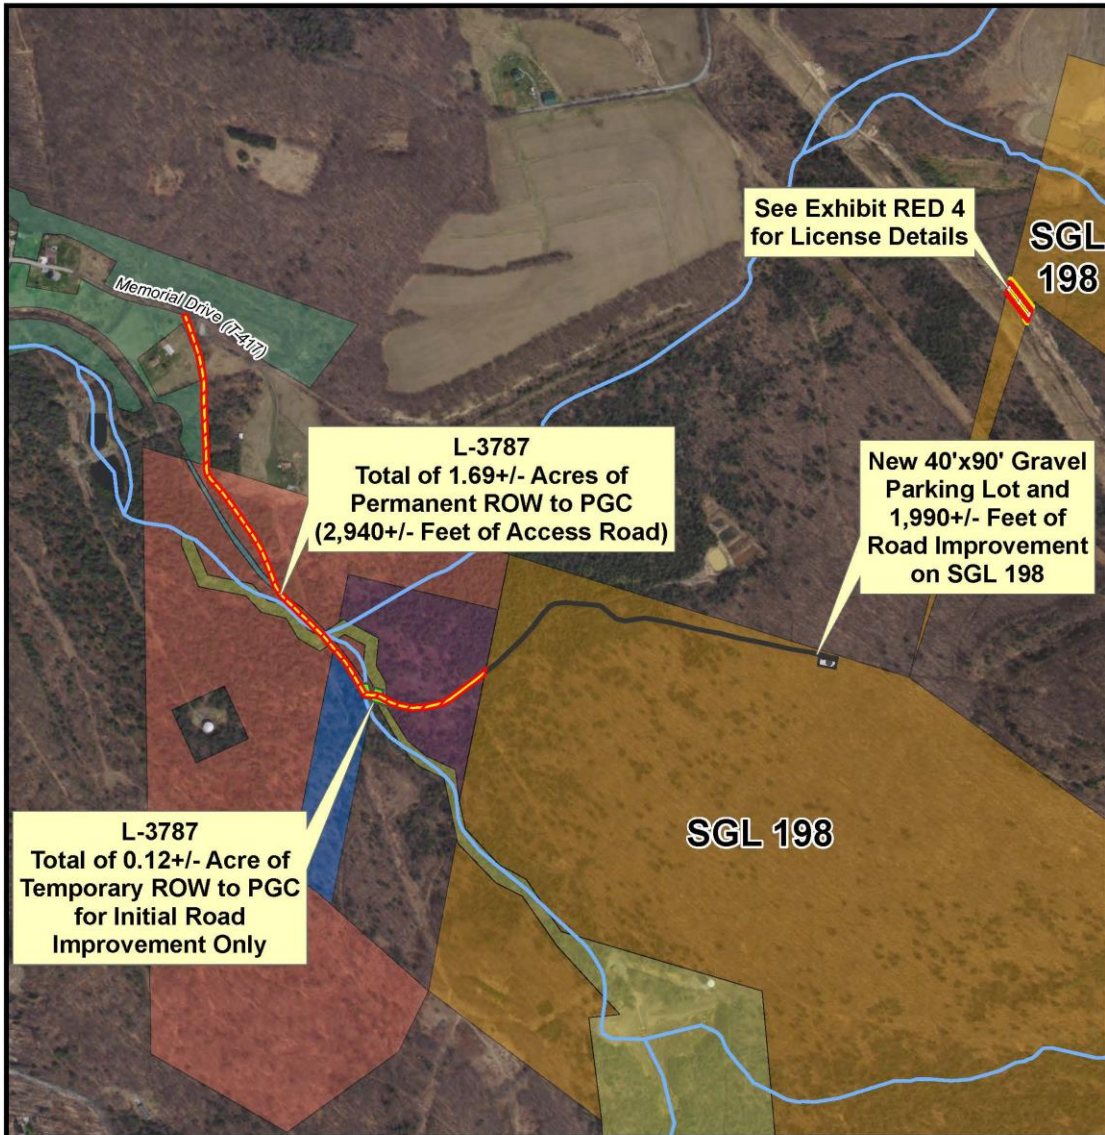 See Exhibit RED 4
for License Details
SGL
198
Memorial Drive (T-417)
L-3787
Total of 1.69+/- Acres of
Permanent ROW to PGC
(2,940+/- Feet of Access Road)
New 40'x90' Gravel
Parking Lot and
1,990+/- Feet of
Road Improvement
on SGL 198
SGL 198
L-3787
Total of 0.12+/- Acre of
Temporary ROW to PGC
for Initial Road
Improvement Only